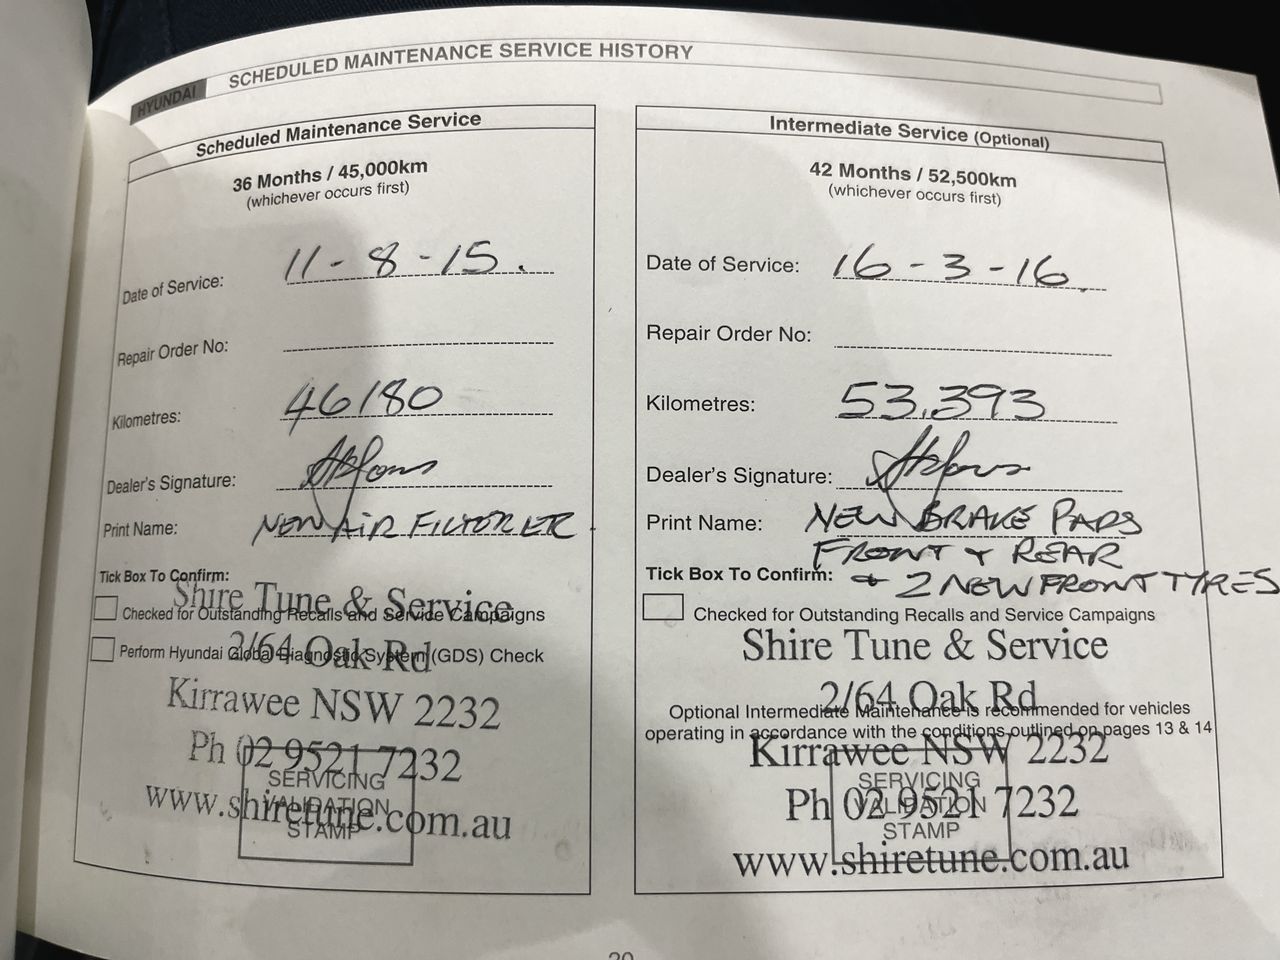 HYUNDAI SCHEDULED MAINTENANCE SERVICE HISTORY
Scheduled Maintenance Service
36 Months / 45,000km
(whichever occurs first)
Date of Service: 11-8-15.
Repair Order No:
Kilometres: 46180
Dealer's Signature:
Print Name: NEW AIR FILTER
Tick Box To Confirm:
Checked for Outstanding Recalls and Service Campaigns
Perform Hyundai Global Diagnostic System (GDS) Check
Shire Tune & Service
2/64 Oak Rd
Kirrawee NSW 2232
Ph 02 9521 7232
www.shiretune.com.au
SERVICING
VALIDATION
STAMP
Intermediate Service (Optional)
42 Months / 52,500km
(whichever occurs first)
Date of Service: 16-3-16
Repair Order No:
Kilometres: 53,393
Dealer's Signature:
Print Name: NEW BRAKE PADS
FRONT & REAR
Tick Box To Confirm: + 2 NEW FRONT TYRES
Checked for Outstanding Recalls and Service Campaigns
Shire Tune & Service
2/64 Oak Rd
Optional Intermediate Maintenance is recommended for vehicles
operating in accordance with the conditions outlined on pages 13 & 14
Kirrawee NSW 2232
Ph 02 9521 7232
www.shiretune.com.au
SERVICING
VALIDATION
STAMP